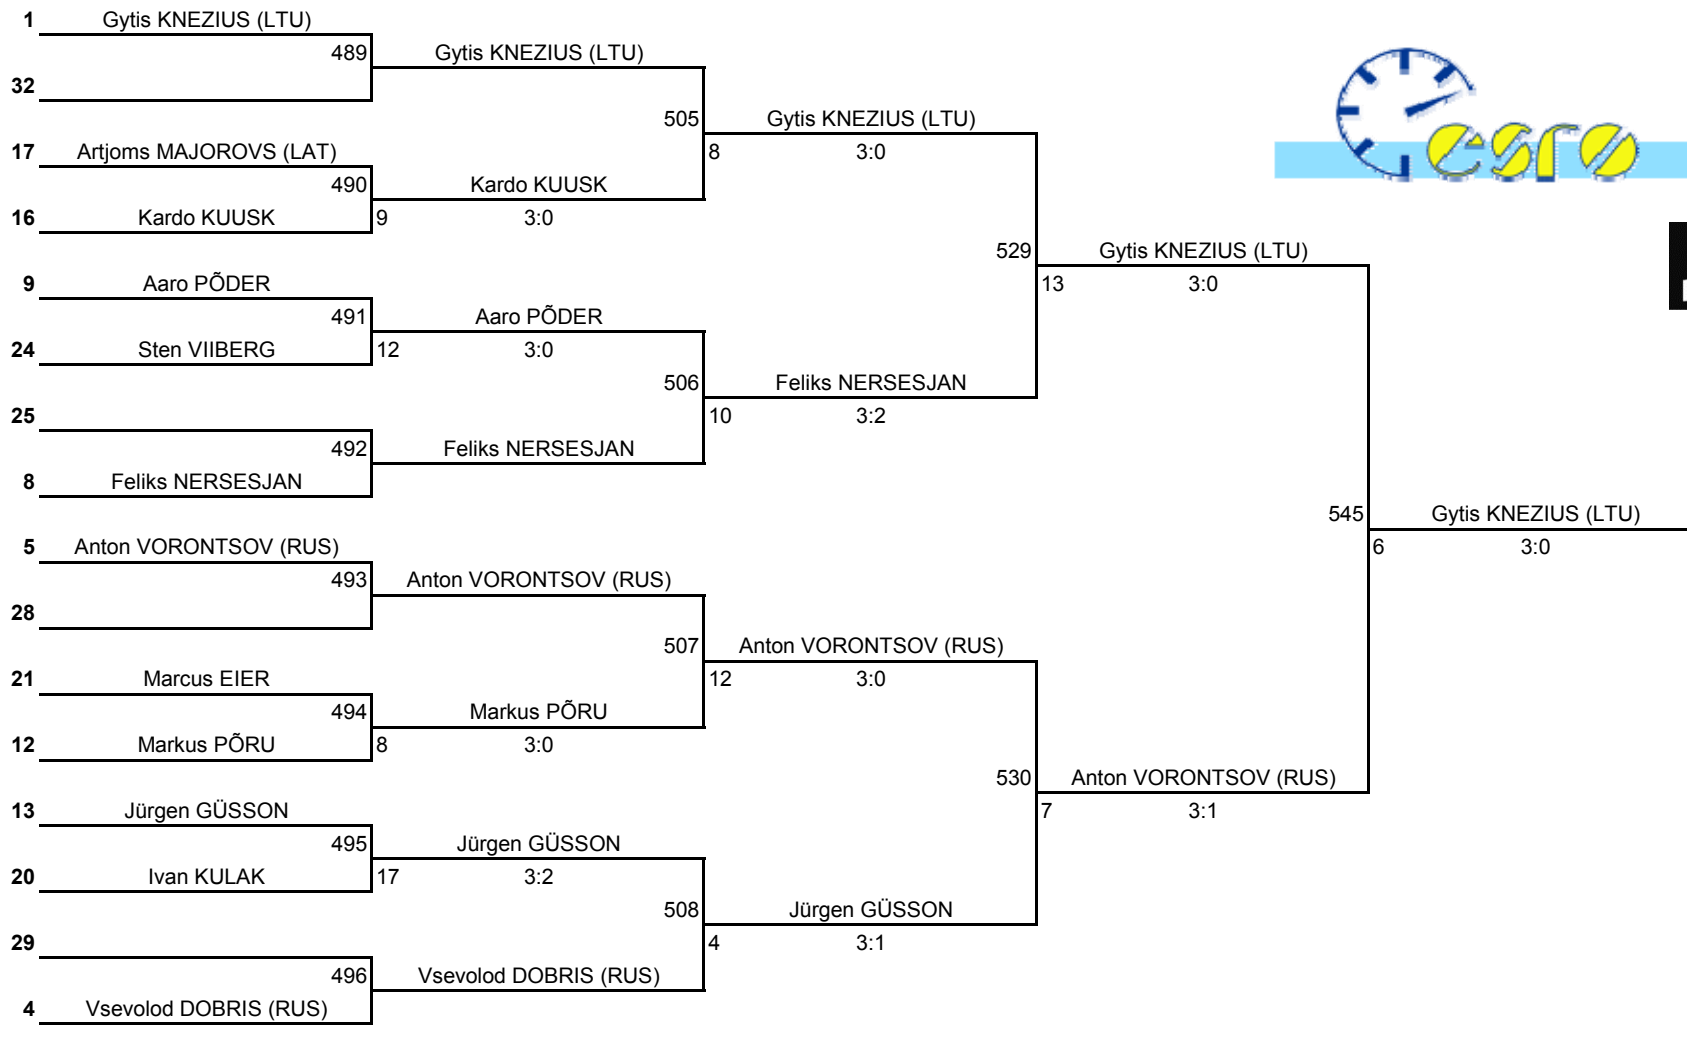 1 Gytis KNEZIUS (LTU)
489 Gytis KNEZIUS (LTU)
32
505 Gytis KNEZIUS (LTU)
17 Artjoms MAJOROVS (LAT) 8 3:0
490 Kardo KUUSK
16 Kardo KUUSK 9 3:0
esro
529 Gytis KNEZIUS (LTU)
9 Aaro PÕDER 13 3:0
491 Aaro PÕDER
24 Sten VIIBERG 12 3:0
506 Feliks NERSESJAN
25 10 3:2
492 Feliks NERSESJAN
8 Feliks NERSESJAN
545 Gytis KNEZIUS (LTU)
5 Anton VORONTSOV (RUS) 6 3:0
493 Anton VORONTSOV (RUS)
28
507 Anton VORONTSOV (RUS)
21 Marcus EIER 12 3:0
494 Markus PÕRU
12 Markus PÕRU 8 3:0
530 Anton VORONTSOV (RUS)
13 Jürgen GÜSSON 7 3:1
495 Jürgen GÜSSON
20 Ivan KULAK 17 3:2
508 Jürgen GÜSSON
29 4 3:1
496 Vsevolod DOBRIS (RUS)
4 Vsevolod DOBRIS (RUS)